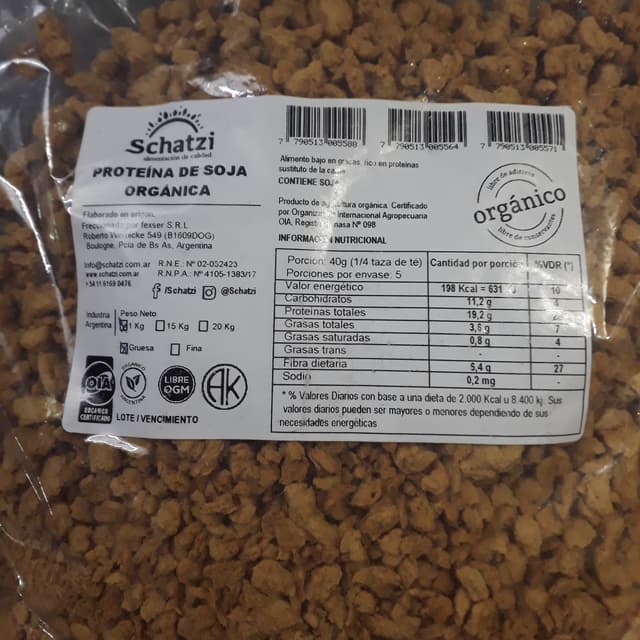 Schatzi
alimentación de calidad
PROTEÍNA DE SOJA
ORGÁNICA
Elaborado en origen.
Fraccionado por fexser S.R.L
Roberto Wernicke 549 (B1609DOG)
Boulogne, Pcia de Bs As, Argentina
info@schatzi.com.ar R.N.E.: Nº 02-032423
www.schatzi.com.ar R.N.P.A.: Nº 4105-1383/17
+54 11 6169 0476
/Schatzi @Schatzi
Industria Argentina
Peso Neto
1 Kg 15 Kg 20 Kg
Gruesa Fina
OIA
ORGÁNICO
CERTIFICADO
ORGÁNICO
ARGENTINA
LIBRE
OGM
AK
LOTE / VENCIMIENTO
7 790513 005588
7 790513 005564
7 790513 005571
Alimento bajo en grasas, rico en proteínas
sustituto de la carne
CONTIENE SOJA
Producto de agricultura orgánica. Certificado
por Organización Internacional Agropecuaria
OIA, Registro Senasa Nº 098
libre de aditivos
orgánico
libre de conservantes
INFORMACIÓN NUTRICIONAL
Porción: 40g (1/4 taza de té) Cantidad por porción %VDR (*)
Porciones por envase: 5
Valor energético 198 Kcal = 631 10
Carbohidratos 11,2 g 4
Proteínas totales 19,2 g
Grasas totales 3,6 g 7
Grasas saturadas 0,8 g 4
Grasas trans - -
Fibra dietaria 5,4 g 27
Sodio 0,2 mg -
* % Valores Diarios con base a una dieta de 2.000 Kcal u 8.400 kj. Sus
valores diarios pueden ser mayores o menores dependiendo de sus
necesidades energéticas